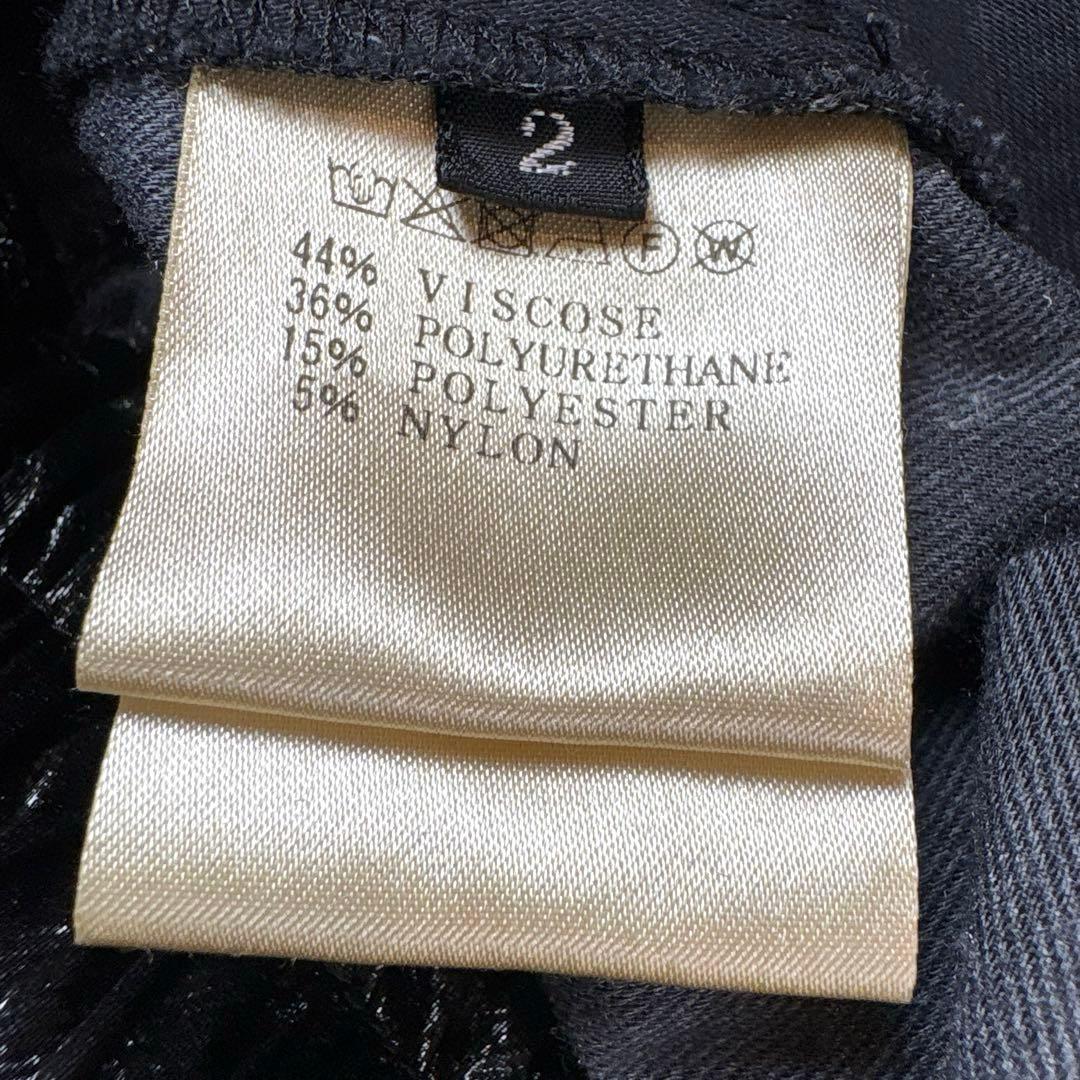 2
F W
44% VISCOSE
36% POLYURETHANE
15% POLYESTER
5% NYLON